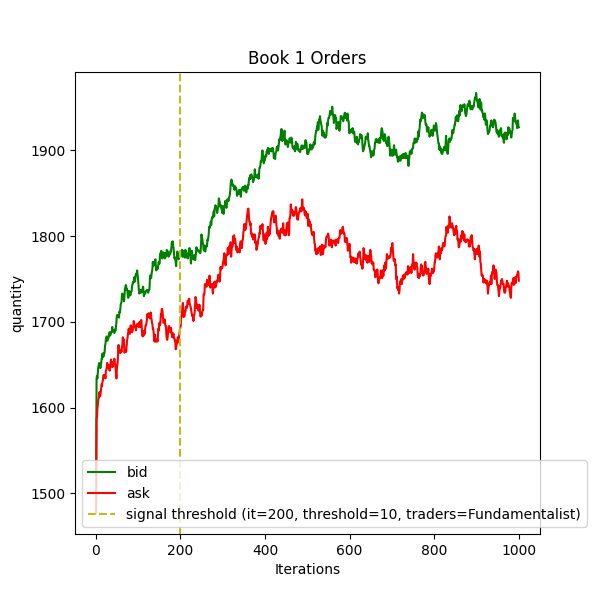 Book 1 Orders
quantity
1900
1800
1700
1600
1500
bid
ask
signal threshold (it=200, threshold=10, traders=Fundamentalist)
0 200 400 600 800 1000
Iterations